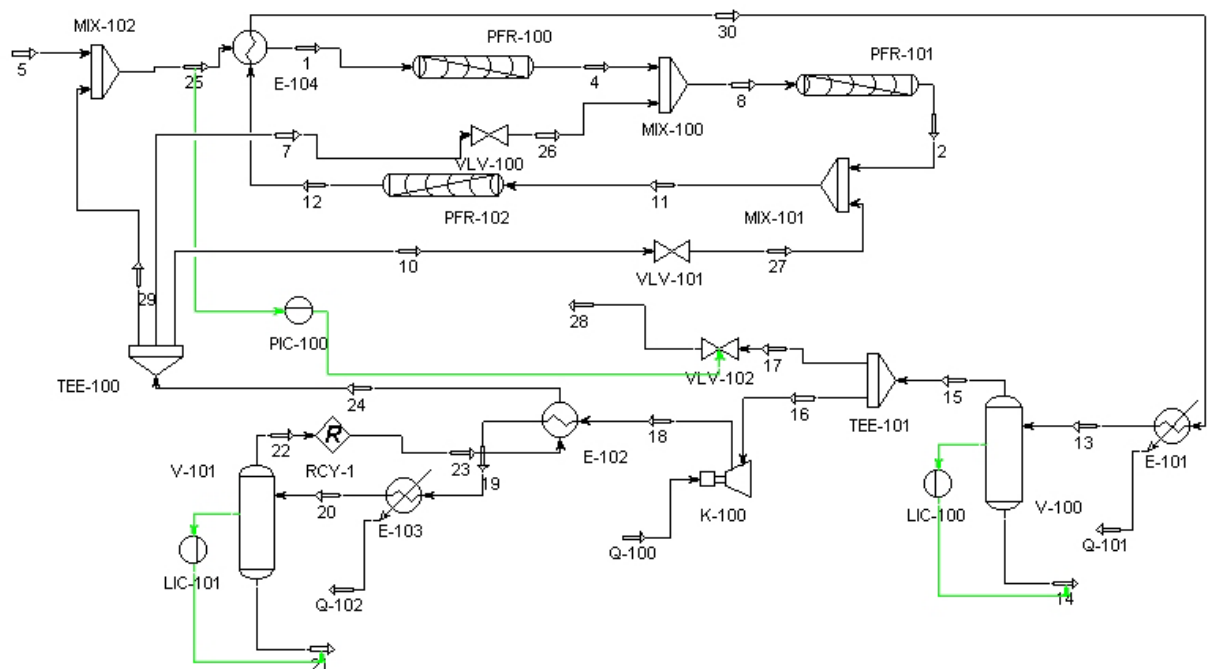 MIX-102
30
5
PFR-100
PFR-101
25
1
E-104
4
8
MIX-100
7
26
VLV-100
2
12
11
PFR-102
MIX-101
10
27
VLV-101
29
28
PIC-100
17
VLV-102
TEE-100
24
16
15
TEE-101
18
13
22
23
E-102
E-101
V-101
RCY-1
19
20
E-103
K-100
LIC-100
V-100
Q-100
Q-101
LIC-101
Q-102
14
21